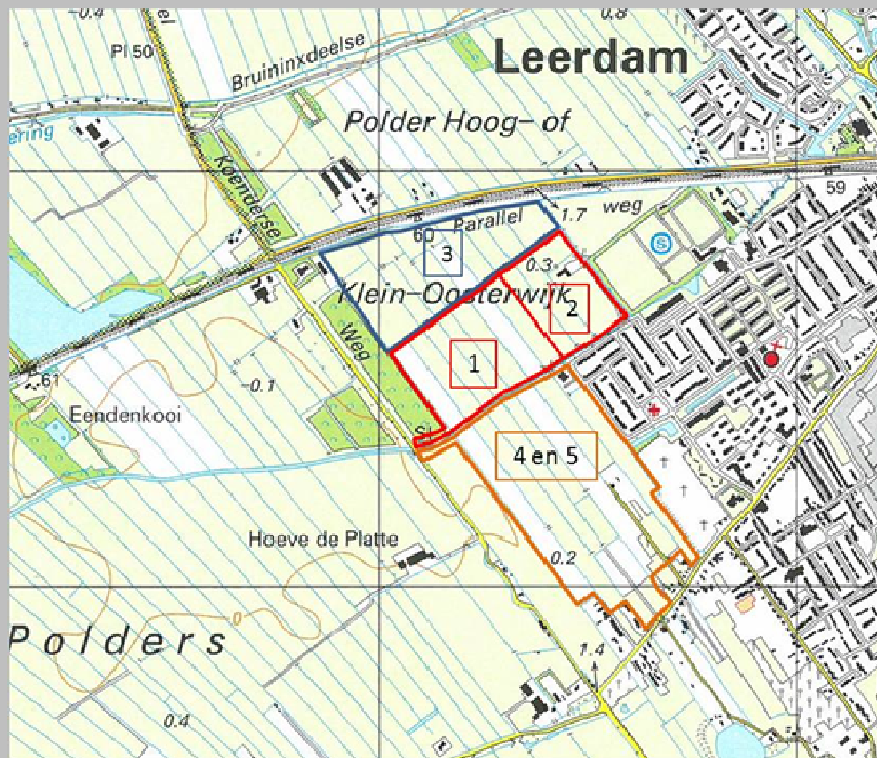 -0.4
0.8
Pl 50
Bruininxdeelse
Leerdam
Polder Hoog- of
ering
Koenderse
59
weg
Parallel
1.7
60
S
3
0.3
Klein-Oosterwijk
2
Weg
1
61
-0.1
Eendenkooi
4 en 5
Hoeve de Platte
0.2
0
Polders
1.4
0.4